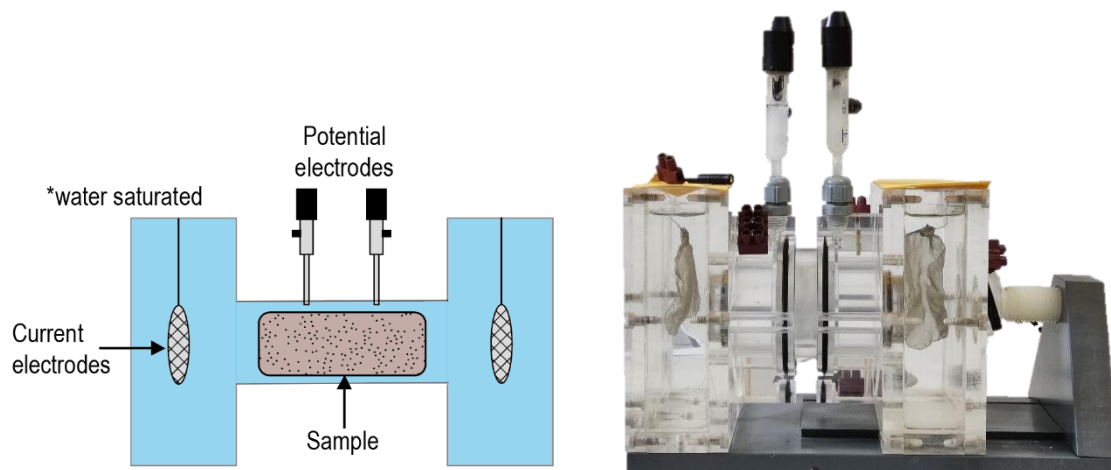 Potential
electrodes
*water saturated
Current
electrodes
Sample